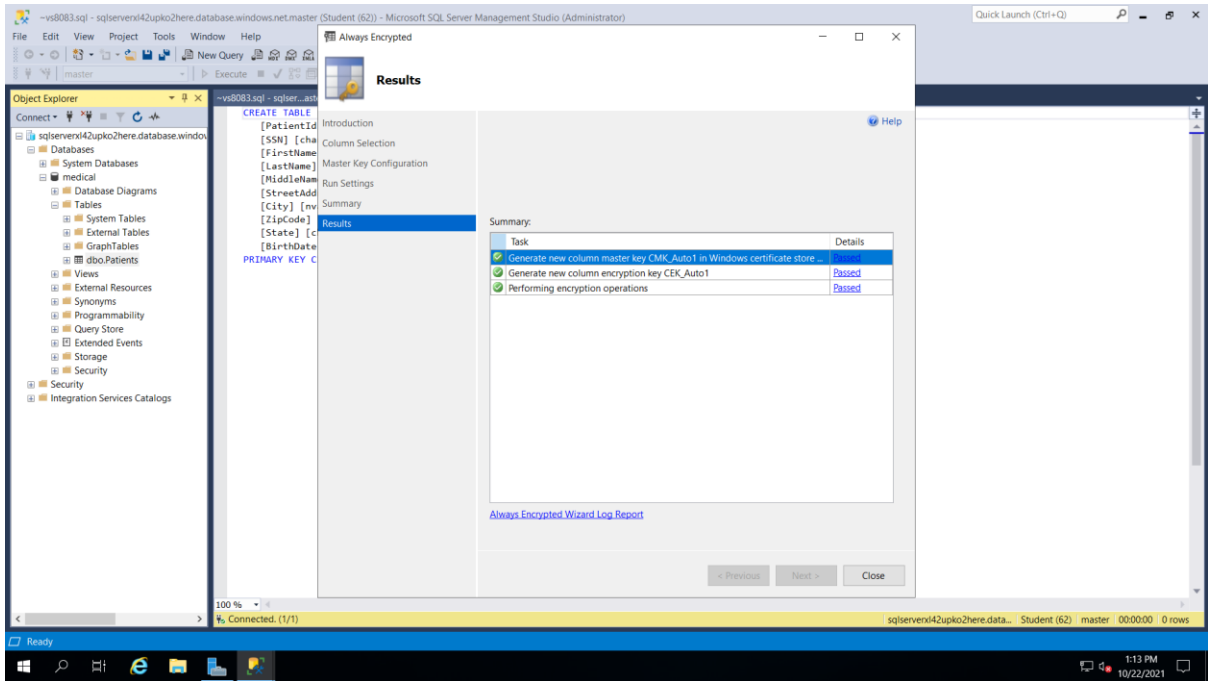 ~vs8083.sql - sqlserverxl42upko2here.database.windows.net.master (Student (62)) - Microsoft SQL Server Management Studio (Administrator)
Quick Launch (Ctrl+Q)
File Edit View Project Tools Window Help
New Query
master
Execute
Object Explorer
Connect
sqlserverxl42upko2here.database.windov
Databases
System Databases
medical
Database Diagrams
Tables
System Tables
External Tables
GraphTables
dbo.Patients
Views
External Resources
Synonyms
Programmability
Query Store
Extended Events
Storage
Security
Security
Integration Services Catalogs
~vs8083.sql - sqlser...ast
CREATE TABLE
[PatientId
[SSN] [cha
[FirstName
[LastName]
[MiddleNam
[StreetAdd
[City] [nv
[ZipCode]
[State] [c
[BirthDate
PRIMARY KEY C
Always Encrypted
Results
Introduction
Column Selection
Master Key Configuration
Run Settings
Summary
Results
Help
Summary:
Task Details
Generate new column master key CMK_Auto1 in Windows certificate store ... Passed
Generate new column encryption key CEK_Auto1 Passed
Performing encryption operations Passed
Always Encrypted Wizard Log Report
< Previous Next > Close
100 %
Connected. (1/1)
sqlserverxl42upko2here.data... Student (62) master 00:00:00 0 rows
Ready
1:13 PM
10/22/2021